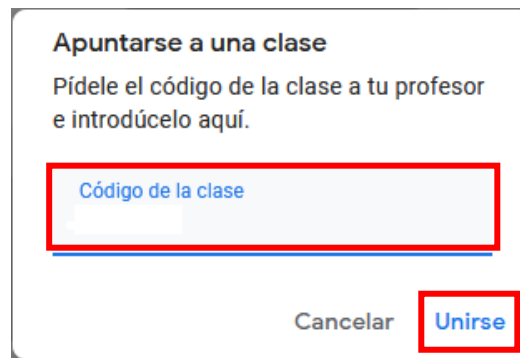 Apuntarse a una clase
Pídele el código de la clase a tu profesor
e introdúcelo aquí.
Código de la clase
Cancelar Unirse